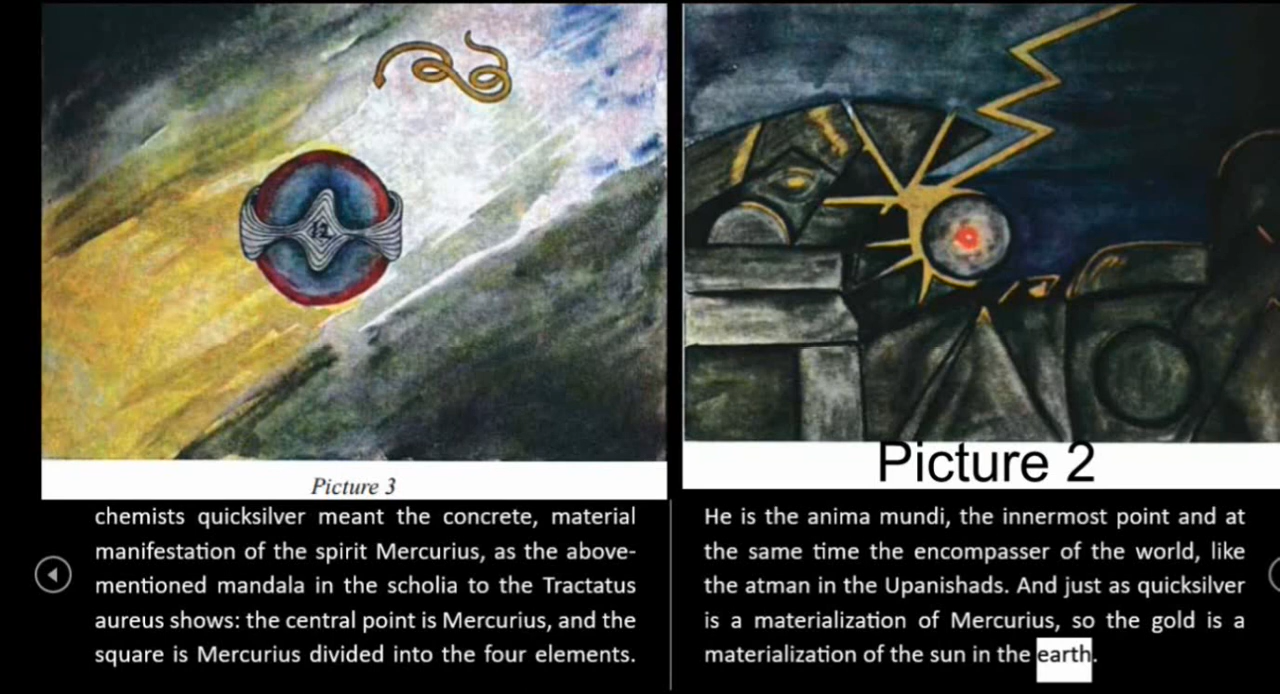 12
Picture 3
chemists quicksilver meant the concrete, material
manifestation of the spirit Mercurius, as the above-
mentioned mandala in the scholia to the Tractatus
aureus shows: the central point is Mercurius, and the
square is Mercurius divided into the four elements.
Picture 2
He is the anima mundi, the innermost point and at
the same time the encompasser of the world, like
the atman in the Upanishads. And just as quicksilver
is a materialization of Mercurius, so the gold is a
materialization of the sun in the earth.